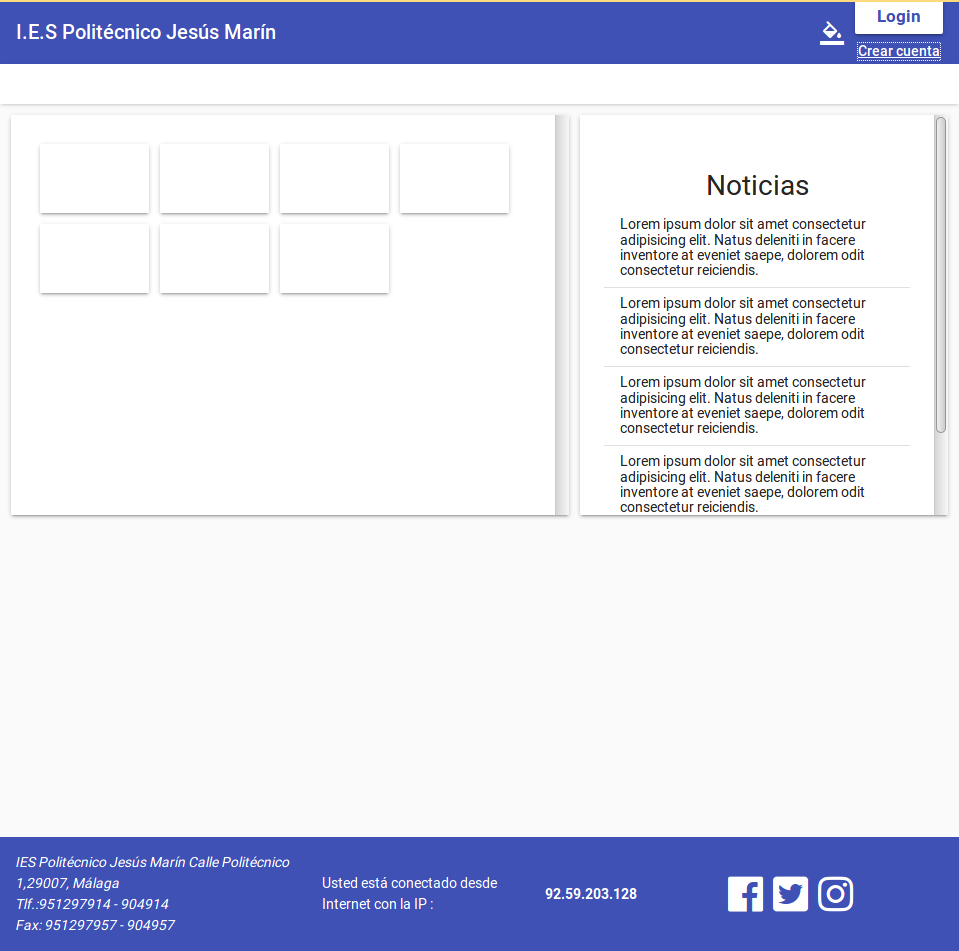 I.E.S Politécnico Jesús Marín
Login
Crear cuenta
Noticias
Lorem ipsum dolor sit amet consectetur
adipisicing elit. Natus deleniti in facere
inventore at eveniet saepe, dolorem odit
consectetur reiciendis.
Lorem ipsum dolor sit amet consectetur
adipisicing elit. Natus deleniti in facere
inventore at eveniet saepe, dolorem odit
consectetur reiciendis.
Lorem ipsum dolor sit amet consectetur
adipisicing elit. Natus deleniti in facere
inventore at eveniet saepe, dolorem odit
consectetur reiciendis.
Lorem ipsum dolor sit amet consectetur
adipisicing elit. Natus deleniti in facere
inventore at eveniet saepe, dolorem odit
consectetur reiciendis.
IES Politécnico Jesús Marín Calle Politécnico
1,29007, Málaga
Tlf.:951297914 - 904914
Fax: 951297957 - 904957
Usted está conectado desde
Internet con la IP :
92.59.203.128